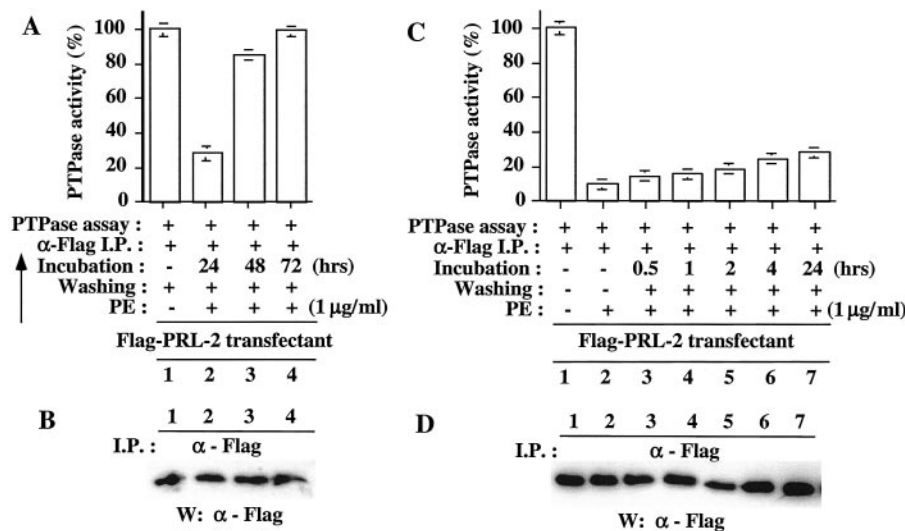 A
PTPase activity (%)
100
80
60
40
20
0
PTPase assay : + + + +
α-Flag I.P. : + + + +
Incubation : - 24 48 72 (hrs)
Washing : + + + +
PE : - + + + (1 µg/ml)
Flag-PRL-2 transfectant
1 2 3 4
B
1 2 3 4
I.P. : α - Flag
W: α - Flag
C
PTPase activity (%)
100
80
60
40
20
0
PTPase assay : + + + + + + +
α-Flag I.P. : + + + + + + +
Incubation : - - 0.5 1 2 4 24 (hrs)
Washing : - - + + + + +
PE : - + + + + + + (1 µg/ml)
Flag-PRL-2 transfectant
1 2 3 4 5 6 7
D
1 2 3 4 5 6 7
I.P. : α - Flag
W: α - Flag